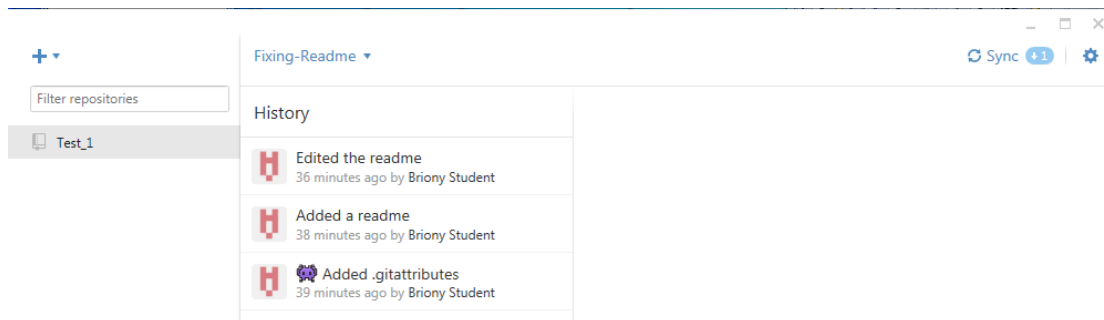 Fixing-Readme
Sync 1
Filter repositories
Test_1
History
Edited the readme
36 minutes ago by Briony Student
Added a readme
38 minutes ago by Briony Student
Added .gitattributes
39 minutes ago by Briony Student